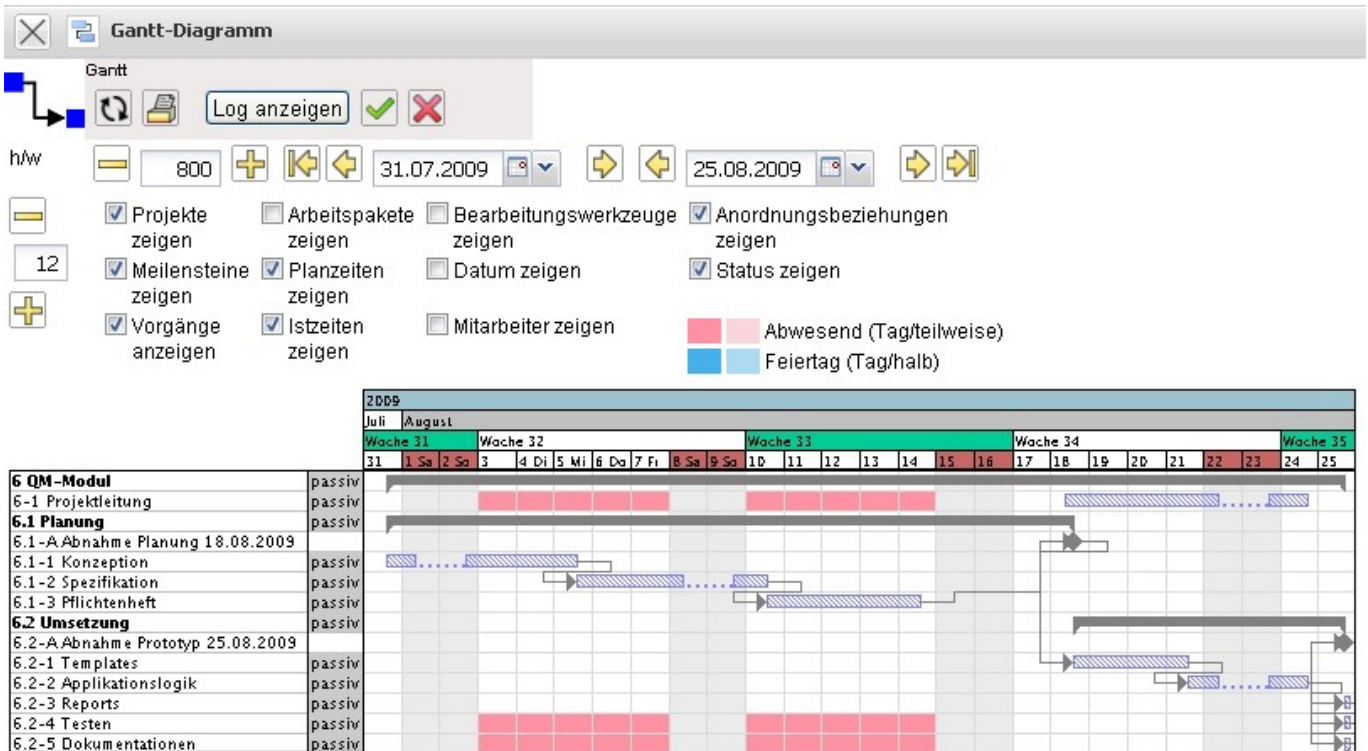 Gantt-Diagramm
Gantt
Log anzeigen
h/w
800 31.07.2009 25.08.2009
Projekte zeigen
Arbeitspakete zeigen
Bearbeitungswerkzeuge zeigen
Anordnungsbeziehungen zeigen
12
Meilensteine zeigen
Planzeiten zeigen
Datum zeigen
Status zeigen
Vorgänge anzeigen
Istzeiten zeigen
Mitarbeiter zeigen
Abwesend (Tag/teilweise)
Feiertag (Tag/halb)
2009
Juli August
Woche 31 Woche 32 Woche 33 Woche 34 Woche 35
31 1 Sa 2 So 3 4 Di 5 Mi 6 Do 7 Fr 8 Sa 9 So 10 11 12 13 14 15 16 17 18 19 20 21 22 23 24 25
6 QM-Modul passiv
6-1 Projektleitung passiv
6.1 Planung passiv
6.1-A Abnahme Planung 18.08.2009
6.1-1 Konzeption passiv
6.1-2 Spezifikation passiv
6.1-3 Pflichtenheft passiv
6.2 Umsetzung passiv
6.2-A Abnahme Prototyp 25.08.2009
6.2-1 Templates passiv
6.2-2 Applikationslogik passiv
6.2-3 Reports passiv
6.2-4 Testen passiv
6.2-5 Dokumentationen passiv